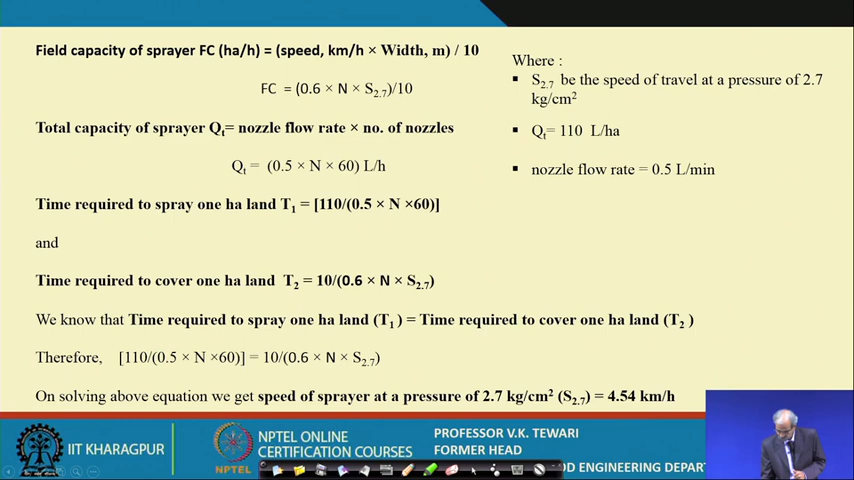 Field capacity of sprayer FC (ha/h) = (speed, km/h × Width, m) / 10
FC = (0.6 × N × S2.7)/10
Total capacity of sprayer Qt= nozzle flow rate × no. of nozzles
Qt = (0.5 × N × 60) L/h
Time required to spray one ha land T1 = [110/(0.5 × N ×60)]
and
Time required to cover one ha land T2 = 10/(0.6 × N × S2.7)
We know that Time required to spray one ha land (T1 ) = Time required to cover one ha land (T2 )
Therefore, [110/(0.5 × N ×60)] = 10/(0.6 × N × S2.7)
On solving above equation we get speed of sprayer at a pressure of 2.7 kg/cm2 (S2.7) = 4.54 km/h
Where :
▪ S2.7 be the speed of travel at a pressure of 2.7
kg/cm2
▪ Qt= 110 L/ha
▪ nozzle flow rate = 0.5 L/min
IIT KHARAGPUR
NPTEL
NPTEL ONLINE
CERTIFICATION COURSES
PROFESSOR V.K. TEWARI
FORMER HEAD
OD ENGINEERING DEPAR